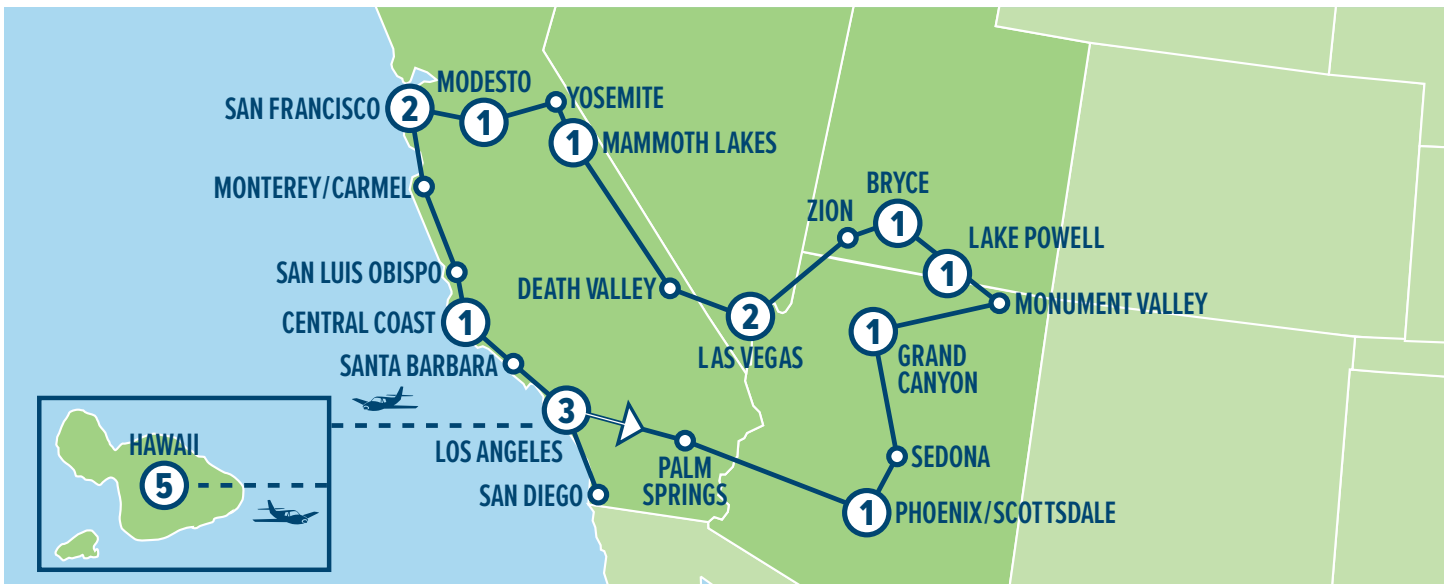 MODESTO
SAN FRANCISCO
2
1
YOSEMITE
1
MAMMOTH LAKES
MONTEREY/CARMEL
BRYCE
ZION
1
LAKE POWELL
1
SAN LUIS OBISPO
DEATH VALLEY
MONUMENT VALLEY
CENTRAL COAST
1
2
LAS VEGAS
1
GRAND
CANYON
SANTA BARBARA
3
LOS ANGELES
HAWAII
5
SAN DIEGO
PALM
SPRINGS
SEDONA
1
PHOENIX/SCOTTSDALE